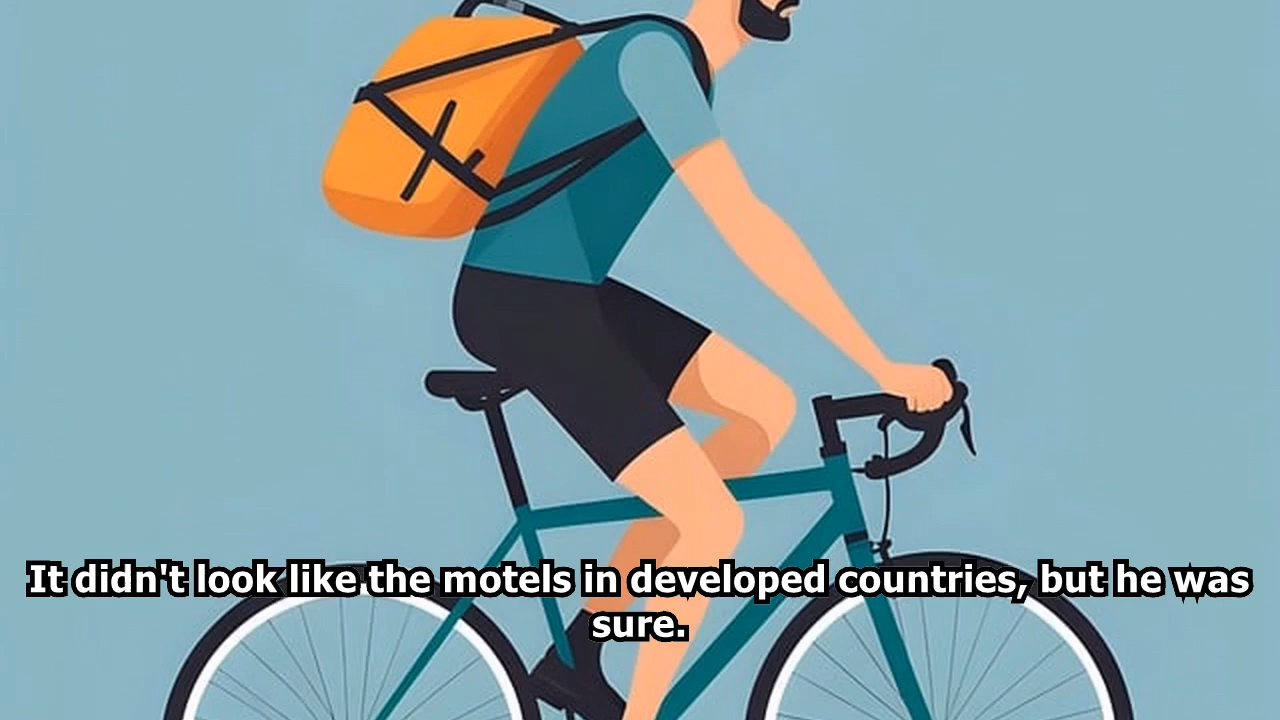 It didn't look like the motels in developed countries, but he was
sure.